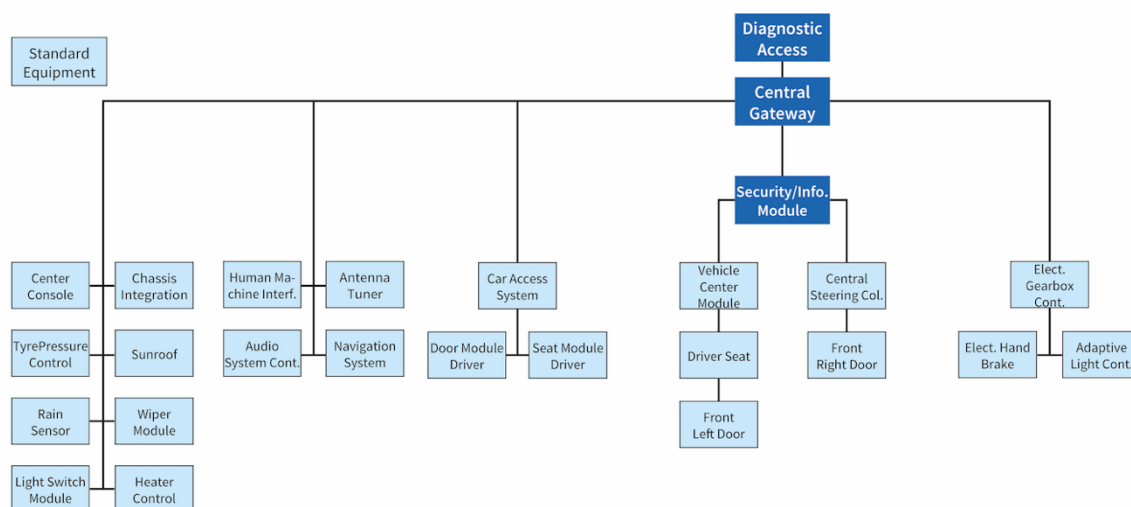 Standard
Equipment
Diagnostic
Access
Central
Gateway
Security/Info.
Module
Center
Console
Chassis
Integration
TyrePressure
Control
Sunroof
Rain
Sensor
Wiper
Module
Light Switch
Module
Heater
Control
Human Ma-
chine Interf.
Antenna
Tuner
Audio
System Cont.
Navigation
System
Car Access
System
Door Module
Driver
Seat Module
Driver
Vehicle
Center
Module
Driver Seat
Front
Left Door
Central
Steering Col.
Front
Right Door
Elect.
Gearbox
Cont.
Elect. Hand
Brake
Adaptive
Light Cont.